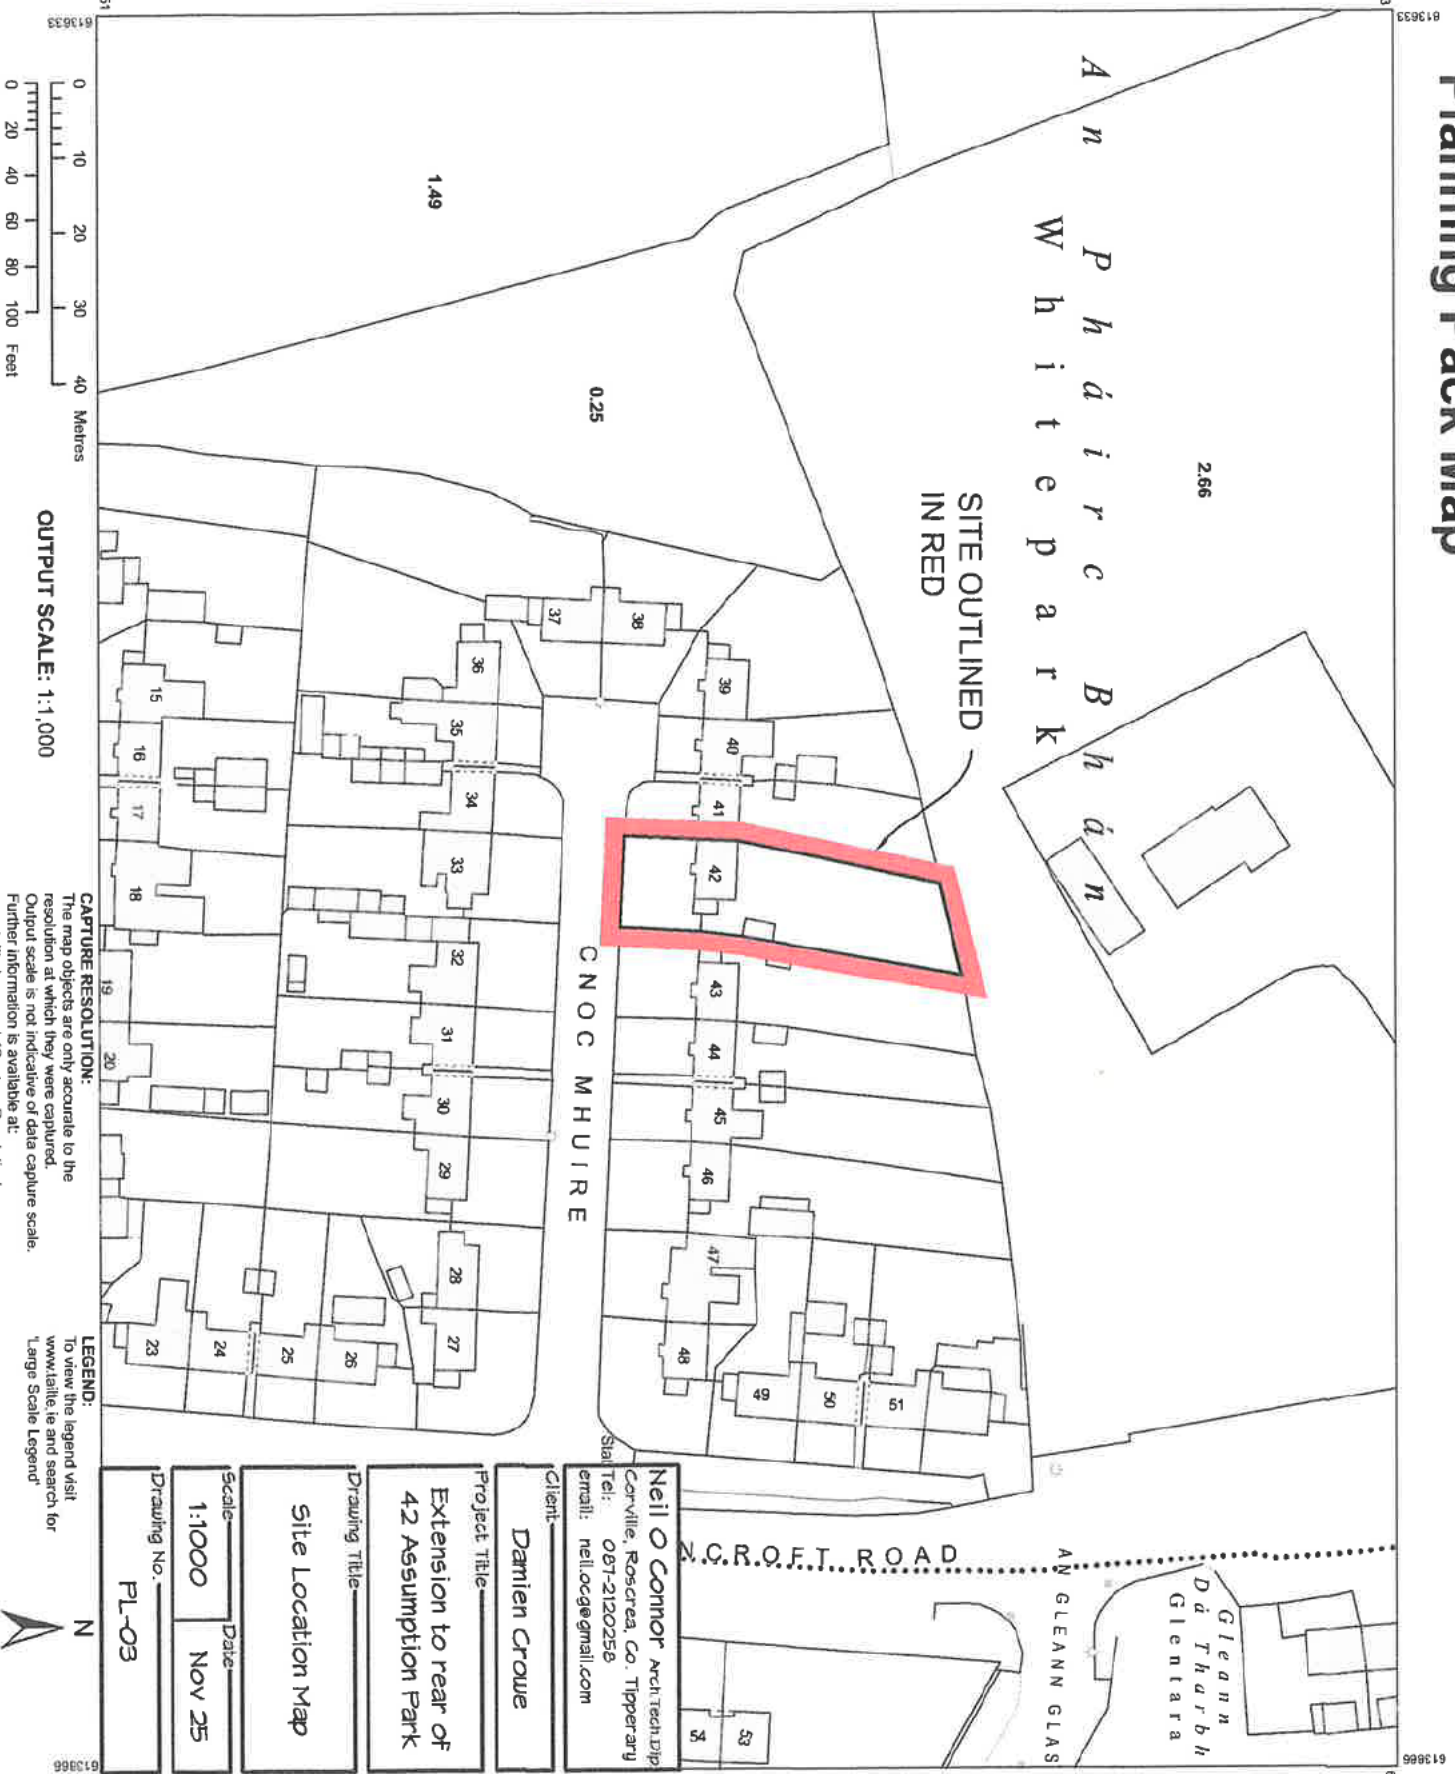 Planning Pack Map
613633
613633
An Pháirc Bhán
Whitepark
2.66
1.49
0.25
SITE OUTLINED
IN RED
CNOC MHUIRE
NCROFT ROAD
AN GLEANN GLAS
Gleann
Dá Tharbh
Glentara
37
38
39
40
41
42
43
44
45
46
47
48
49
50
51
53
54
36
35
34
33
32
31
30
29
28
27
26
25
24
23
15
16
17
18
19
20
0 10 20 30 40 Metres
0 20 40 60 80 100 Feet
OUTPUT SCALE: 1:1,000
CAPTURE RESOLUTION:
The map objects are only accurate to the
resolution at which they were captured.
Output scale is not indicative of data capture scale.
Further information is available at:
LEGEND:
To view the legend visit
www.tailte.ie and search for
'Large Scale Legend'
Neil O Connor Arch.Tech.Dip.
Corville, Roscrea, Co. Tipperary
Tel: 087-2120258
email: neil.ocg@gmail.com
Client
Damien Crowe
Project Title
Extension to rear of
42 Assumption Park
Drawing Title
Site Location Map
Scale
1:1000
Date
Nov 25
Drawing No.
PL-03
N
613866
613866